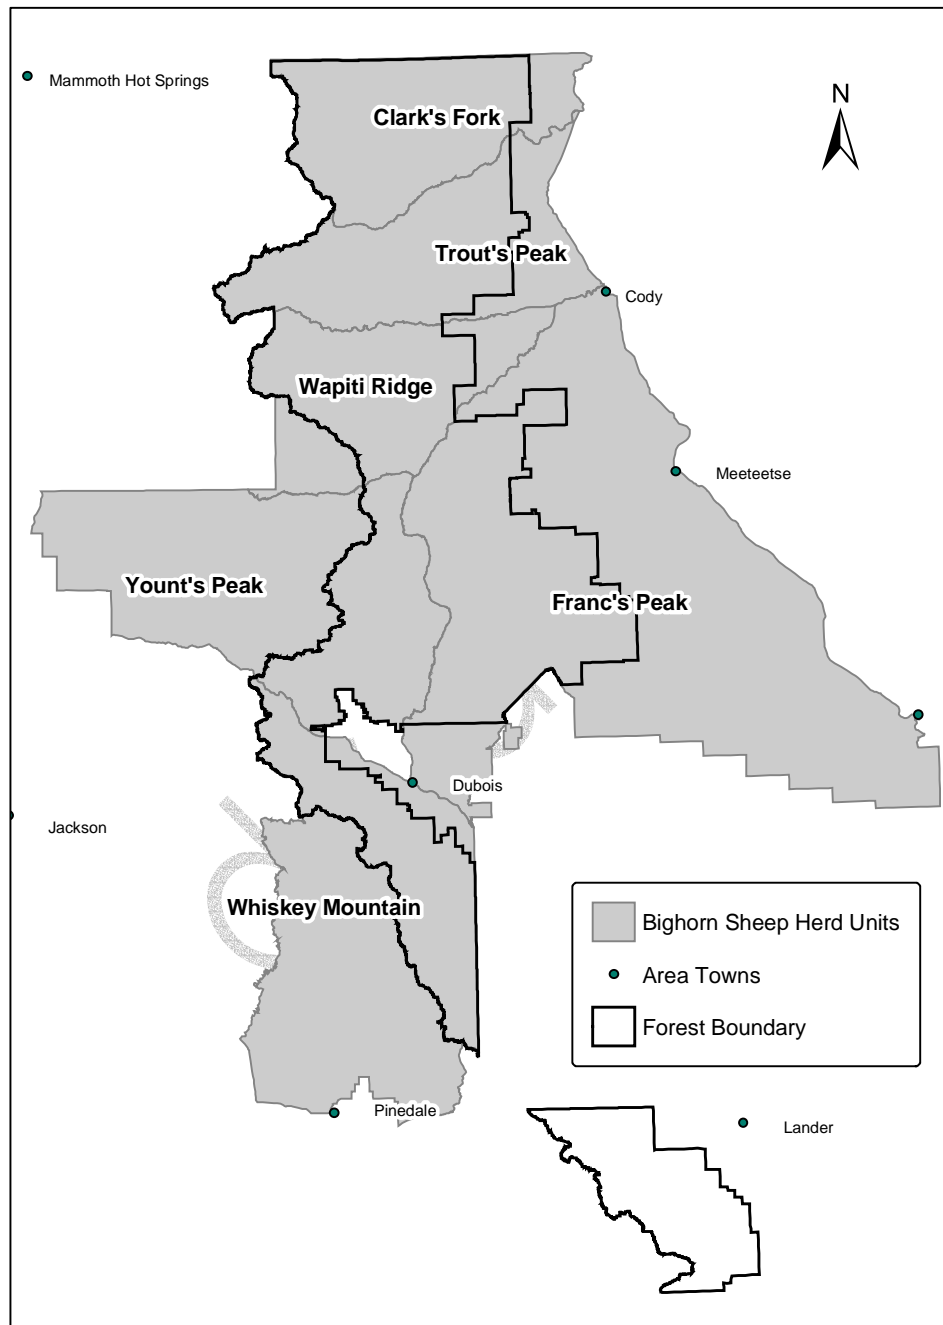 Mammoth Hot Springs
N
Clark's Fork
Trout's Peak
Cody
Wapiti Ridge
Meeteetse
Yount's Peak
Franc's Peak
Dubois
Jackson
Whiskey Mountain
Bighorn Sheep Herd Units
Area Towns
Forest Boundary
Pinedale
Lander